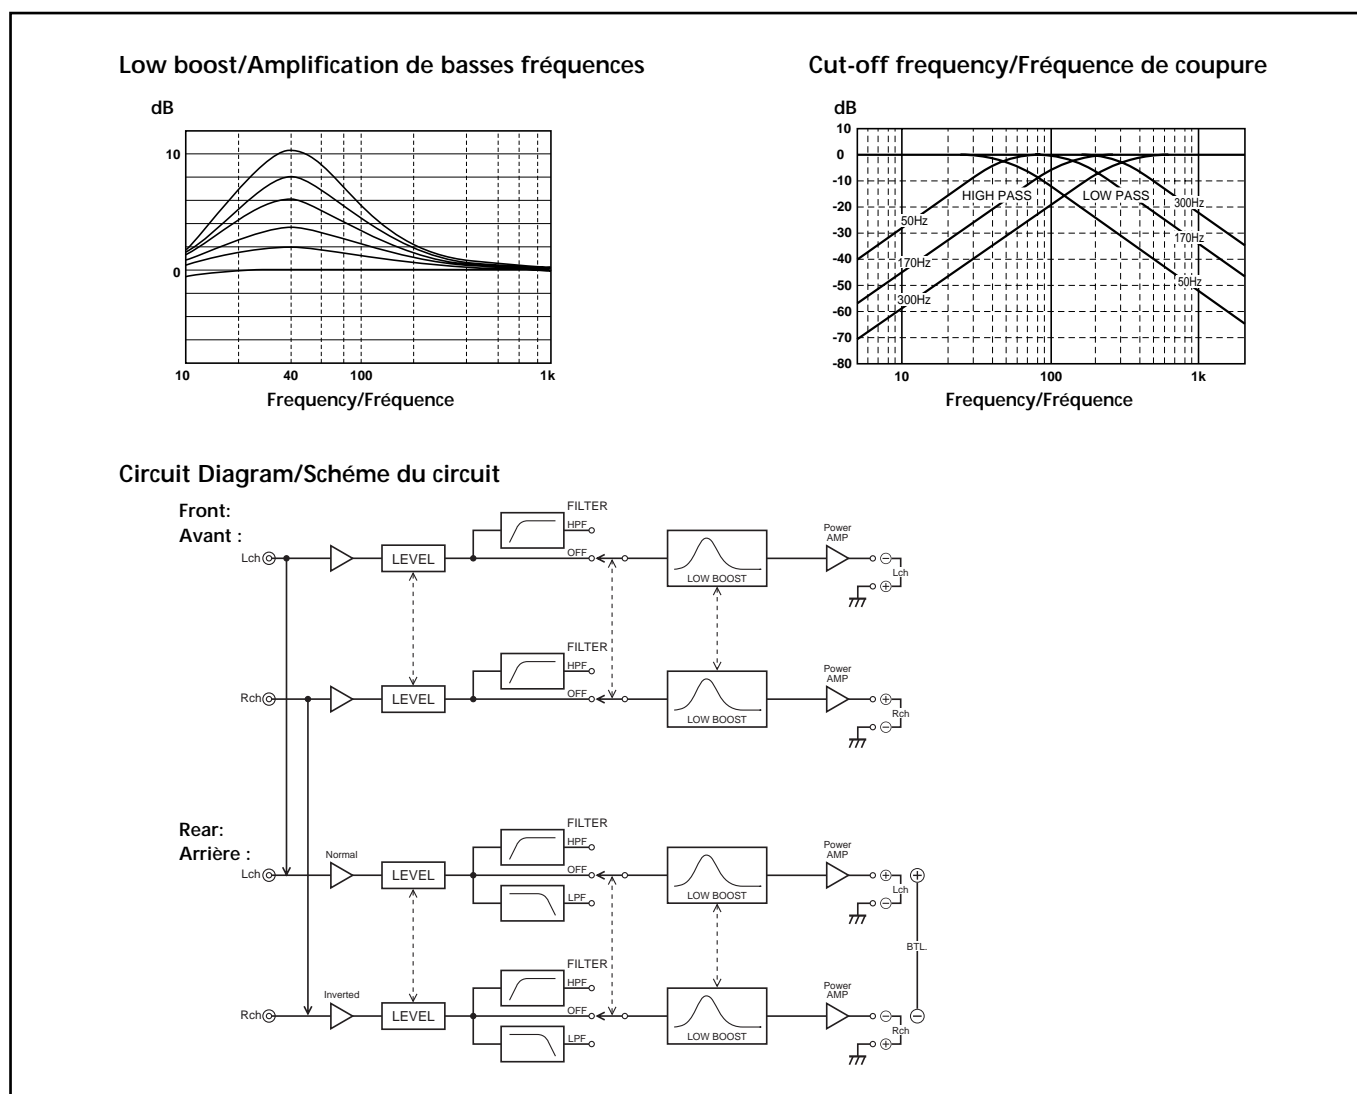 Low boost/Amplification de basses fréquences
dB
10
0
10 40 100 1k
Frequency/Fréquence
Cut-off frequency/Fréquence de coupure
dB
10
0
-10
-20
-30
-40
-50
-60
-70
-80
HIGH PASS LOW PASS
50Hz
170Hz
300Hz
300Hz
170Hz
50Hz
10 100 1k
Frequency/Fréquence
Circuit Diagram/Schéme du circuit
Front:
Avant :
FILTER
HPF
OFF
Lch
LEVEL
LOW BOOST
Power
AMP
Lch
FILTER
HPF
OFF
Rch
LEVEL
LOW BOOST
Power
AMP
Rch
Rear:
Arrière :
FILTER
HPF
OFF
LPF
Lch
Normal
LEVEL
LOW BOOST
Power
AMP
Lch
BTL.
FILTER
HPF
OFF
LPF
Rch
Inverted
LEVEL
LOW BOOST
Power
AMP
Rch